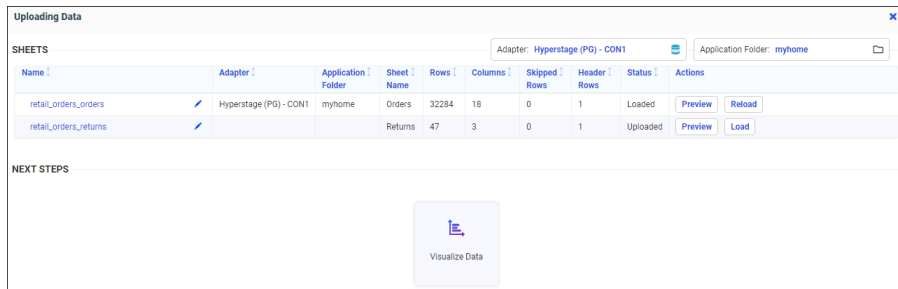 Uploading Data
SHEETS
Adapter: Hyperstage (PG) - CON1
Application Folder: myhome
Name Adapter Application Folder Sheet Name Rows Columns Skipped Rows Header Rows Status Actions
retail_orders_orders Hyperstage (PG) - CON1 myhome Orders 32284 18 0 1 Loaded Preview Reload
retail_orders_returns Returns 47 3 0 1 Uploaded Preview Load
NEXT STEPS
Visualize Data